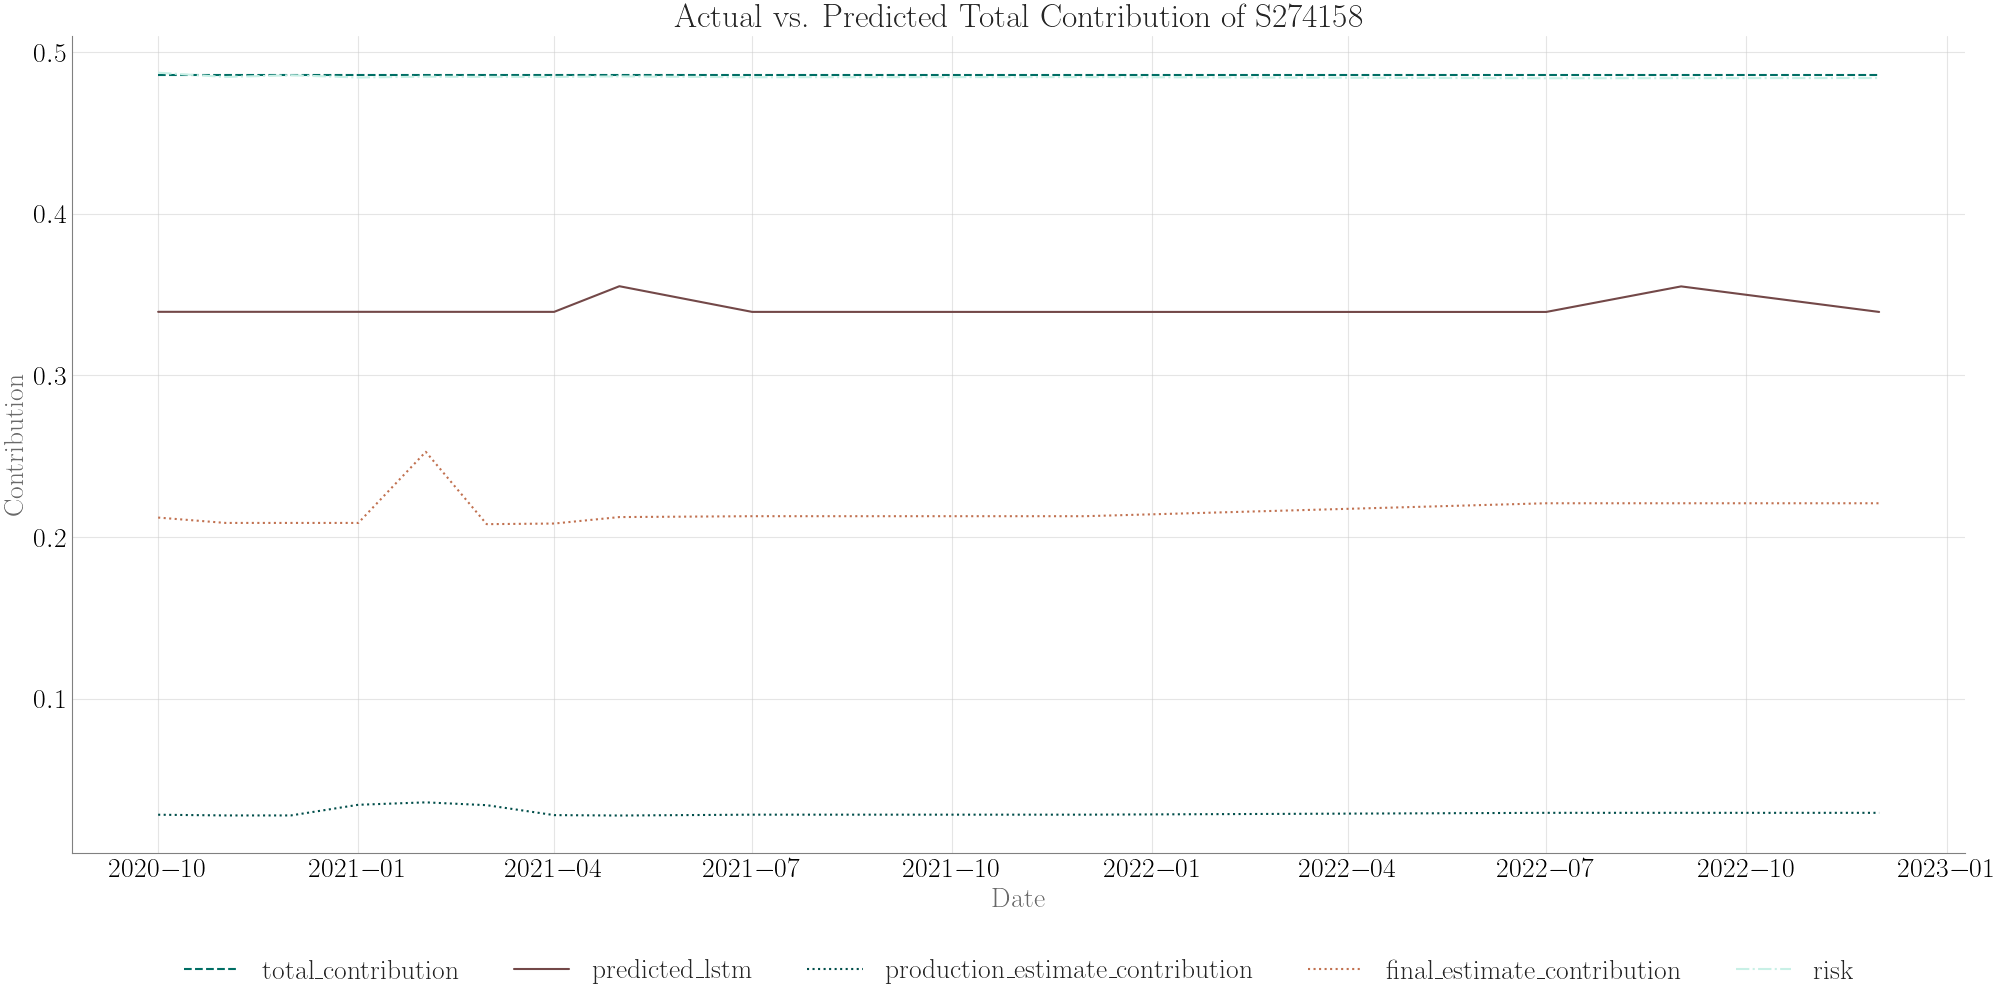 Actual vs. Predicted Total Contribution of S274158
0.5
0.4
0.3
0.2
0.1
Contribution
2020−10 2021−01 2021−04 2021−07 2021−10 2022−01 2022−04 2022−07 2022−10 2023−01
Date
total_contribution predicted_lstm production_estimate_contribution final_estimate_contribution risk